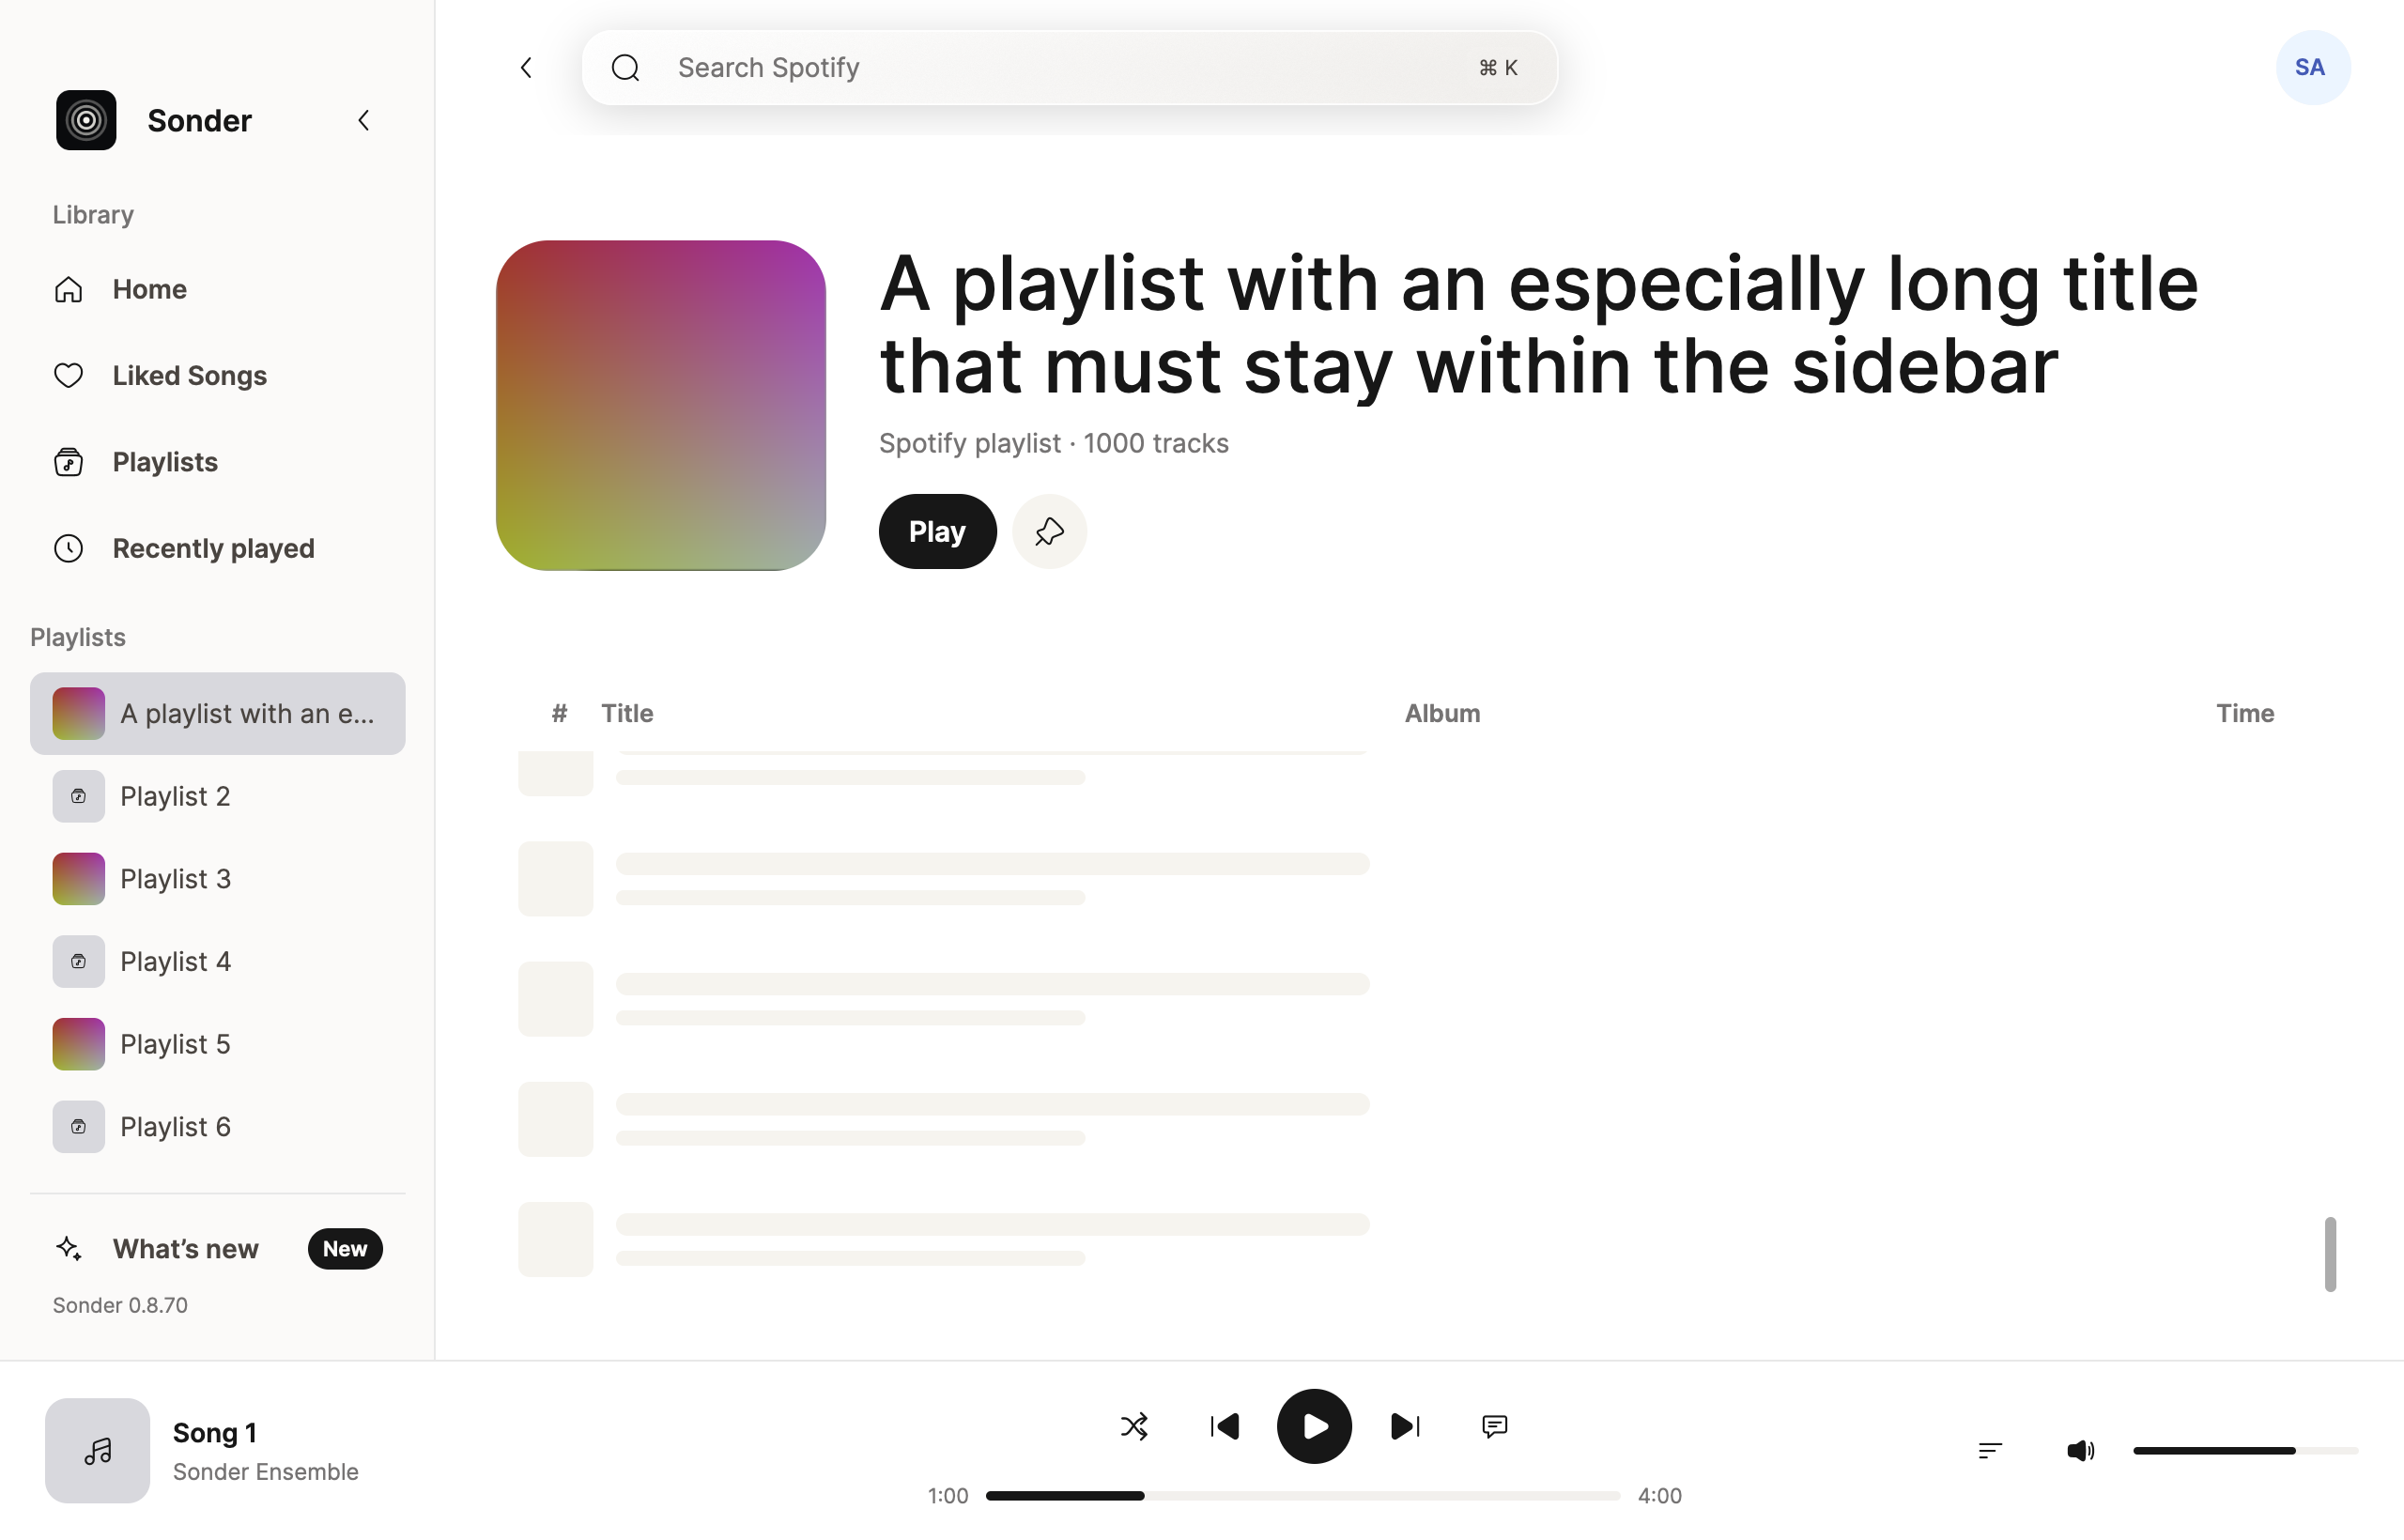 Sonder
Library
Home
Liked Songs
Playlists
Recently played
Playlists
A playlist with an e...
Playlist 2
Playlist 3
Playlist 4
Playlist 5
Playlist 6
What’s new
New
Sonder 0.8.70
Search Spotify
⌘ K
SA
A playlist with an especially long title
that must stay within the sidebar
Spotify playlist · 1000 tracks
Play
# Title Album Time
Song 1
Sonder Ensemble
1:00
4:00